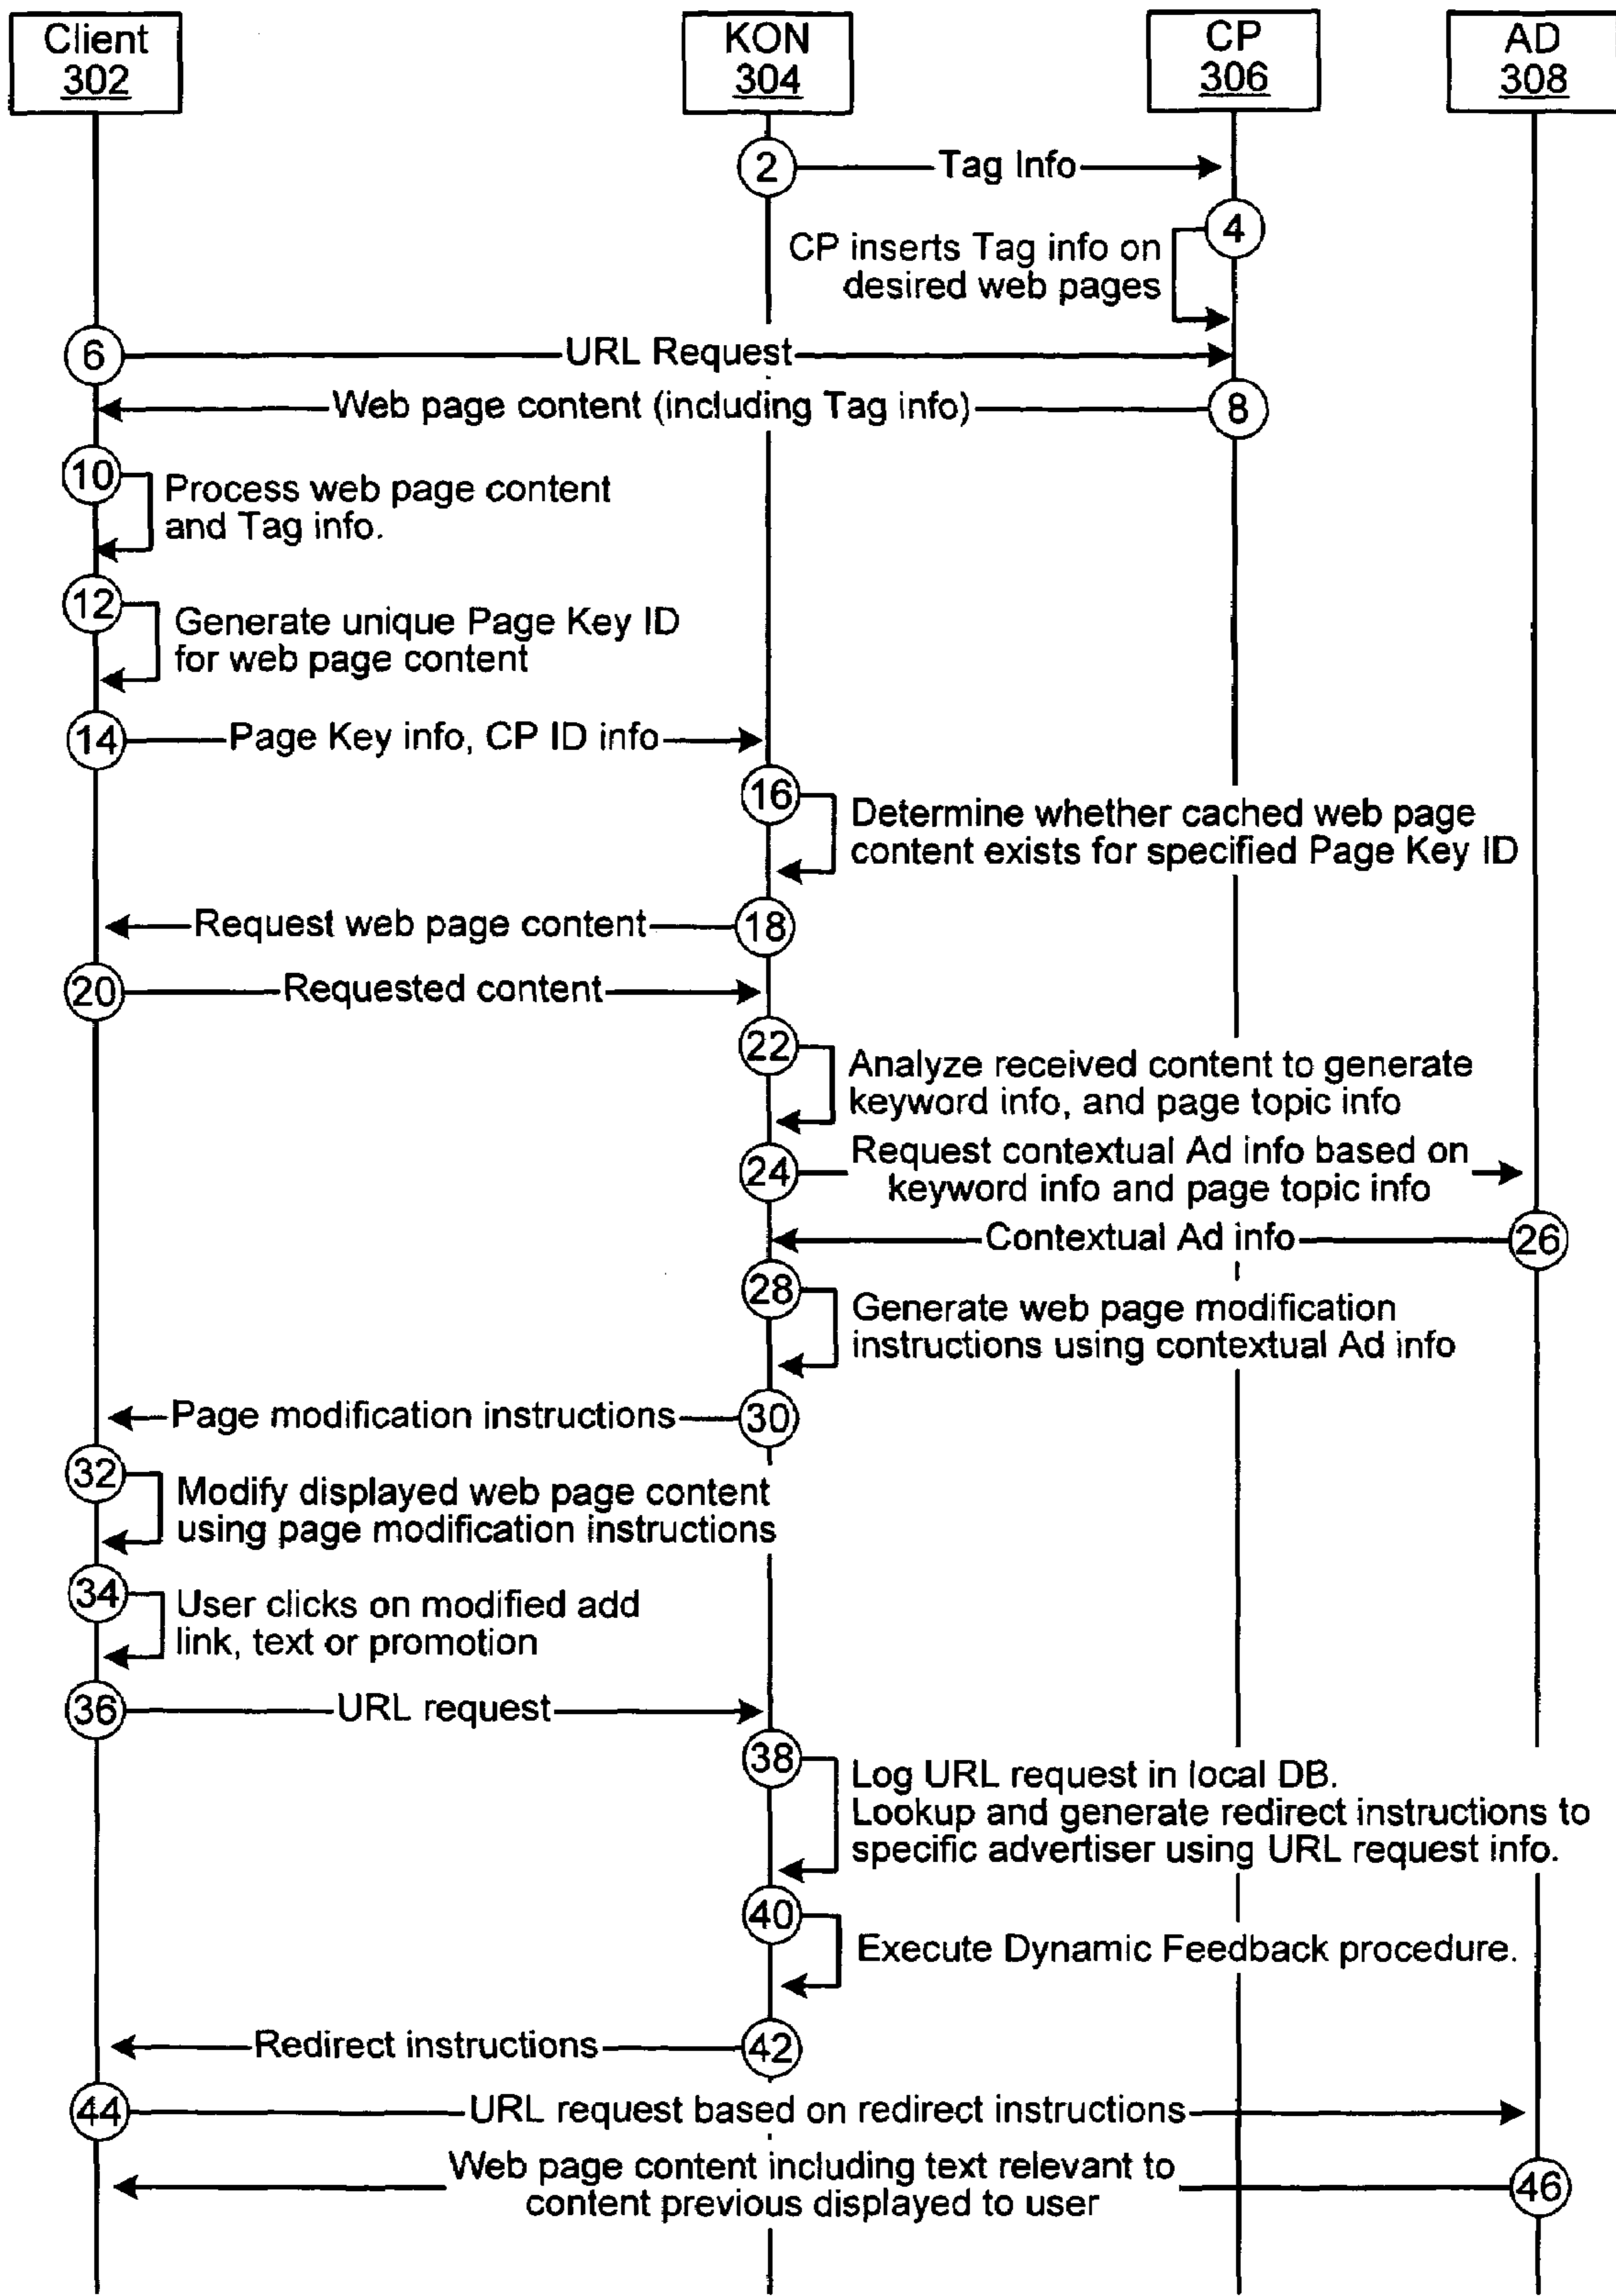 Client
302
KON
304
CP
306
AD
308
2
Tag Info
4
CP inserts Tag info on
desired web pages
6
URL Request
Web page content (including Tag info)
8
10
Process web page content
and Tag info.
12
Generate unique Page Key ID
for web page content
14
Page Key info, CP ID info
16
Determine whether cached web page
content exists for specified Page Key ID
Request web page content
18
20
Requested content
22
Analyze received content to generate
keyword info, and page topic info
24
Request contextual Ad info based on
keyword info and page topic info
Contextual Ad info
26
28
Generate web page modification
instructions using contextual Ad info
Page modification instructions
30
32
Modify displayed web page content
using page modification instructions
34
User clicks on modified add
link, text or promotion
36
URL request
38
Log URL request in local DB.
Lookup and generate redirect instructions to
specific advertiser using URL request info.
40
Execute Dynamic Feedback procedure.
Redirect instructions
42
44
URL request based on redirect instructions
Web page content including text relevant to
content previous displayed to user
46